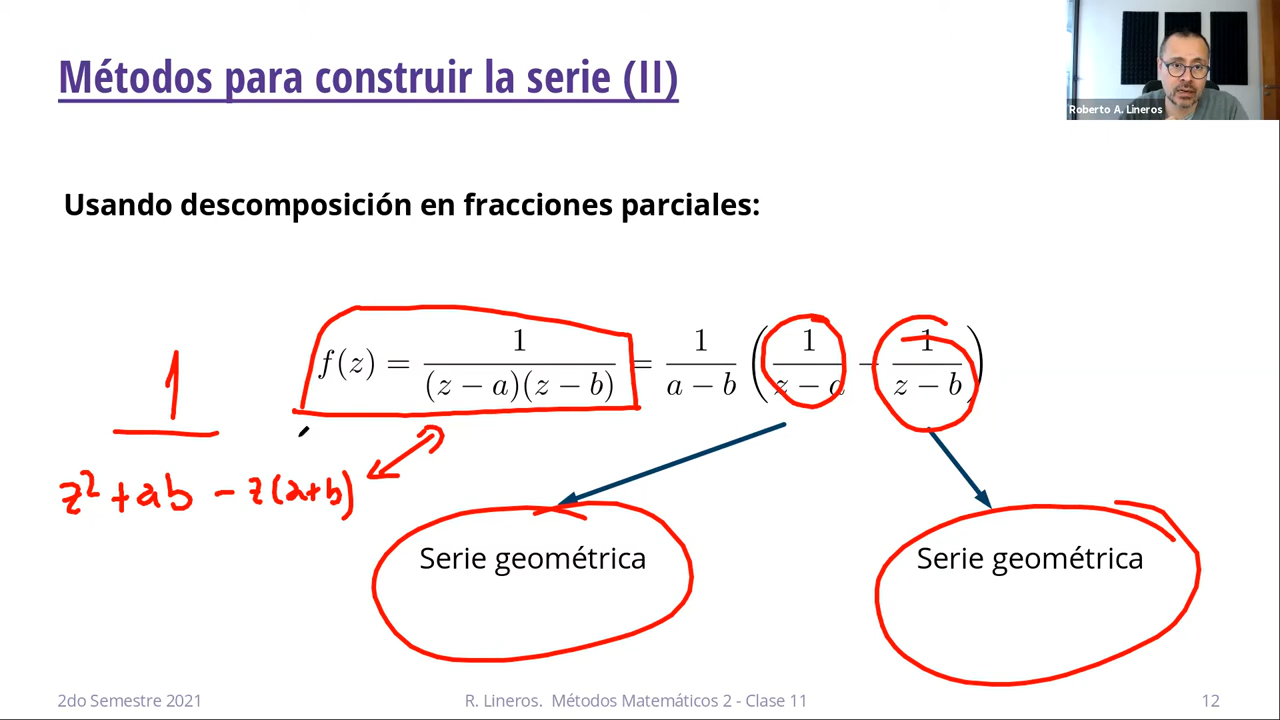 Métodos para construir la serie (II)
Roberto A. Lineros
Usando descomposición en fracciones parciales:
f(z) = 1/((z − a)(z − b)) = 1/(a − b) (1/(z − a) − 1/(z − b))
1/(z² + ab − z(a+b))
Serie geométrica
Serie geométrica
2do Semestre 2021
R. Lineros. Métodos Matemáticos 2 - Clase 11
12